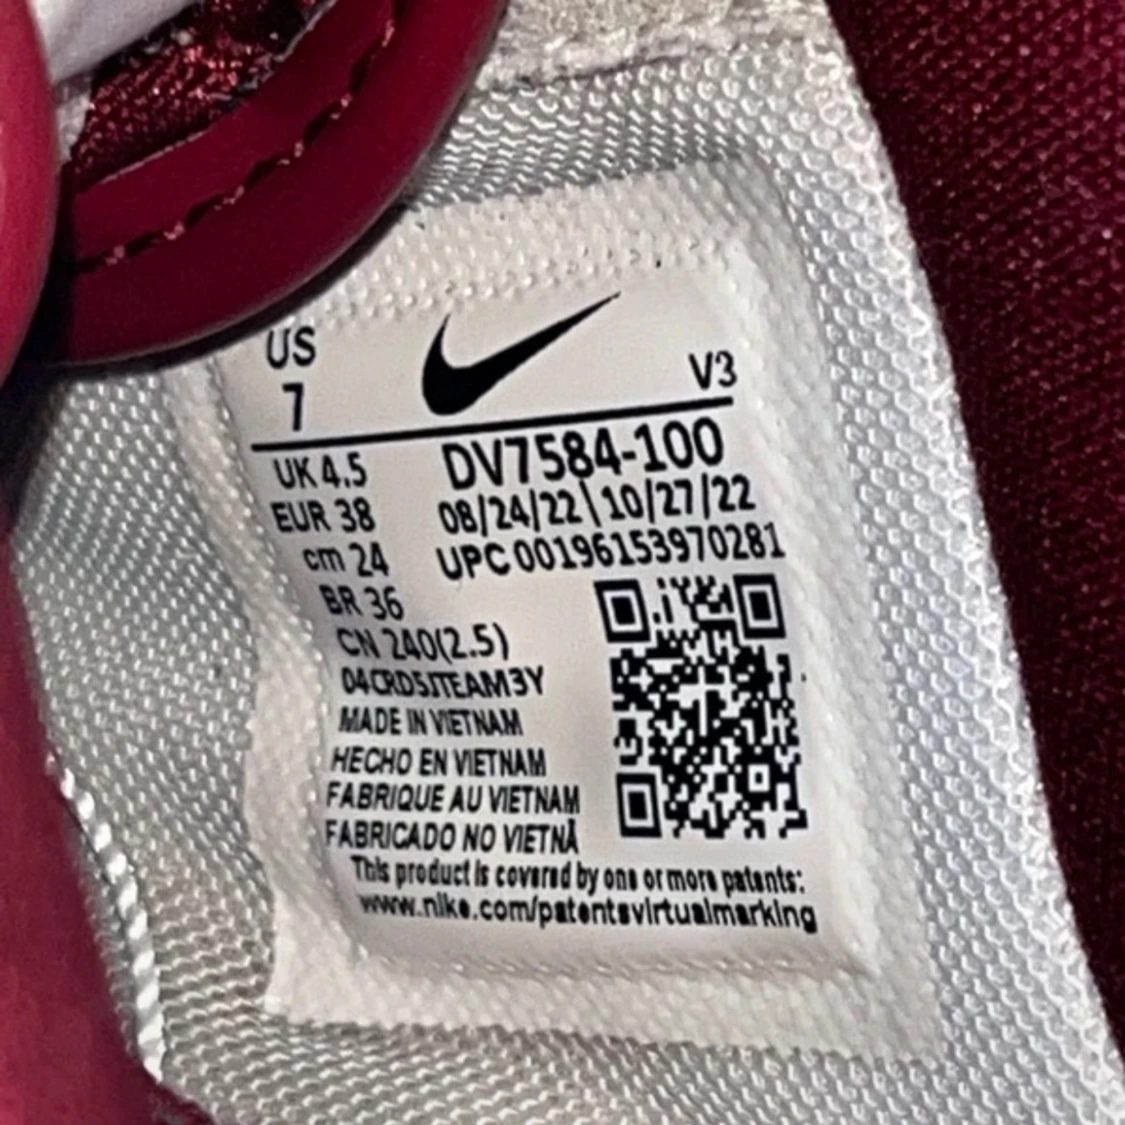 US
7
V3
UK 4.5
EUR 38
cm 24
BR 36
CN 240(2.5)
04CRD5JTEAM3Y
DV7584-100
08/24/22\10/27/22
UPC 00196153970281
MADE IN VIETNAM
HECHO EN VIETNAM
FABRIQUE AU VIETNAM
FABRICADO NO VIETNÃ
This product is covered by one or more patents:
www.nike.com/patentsvirtualmarking